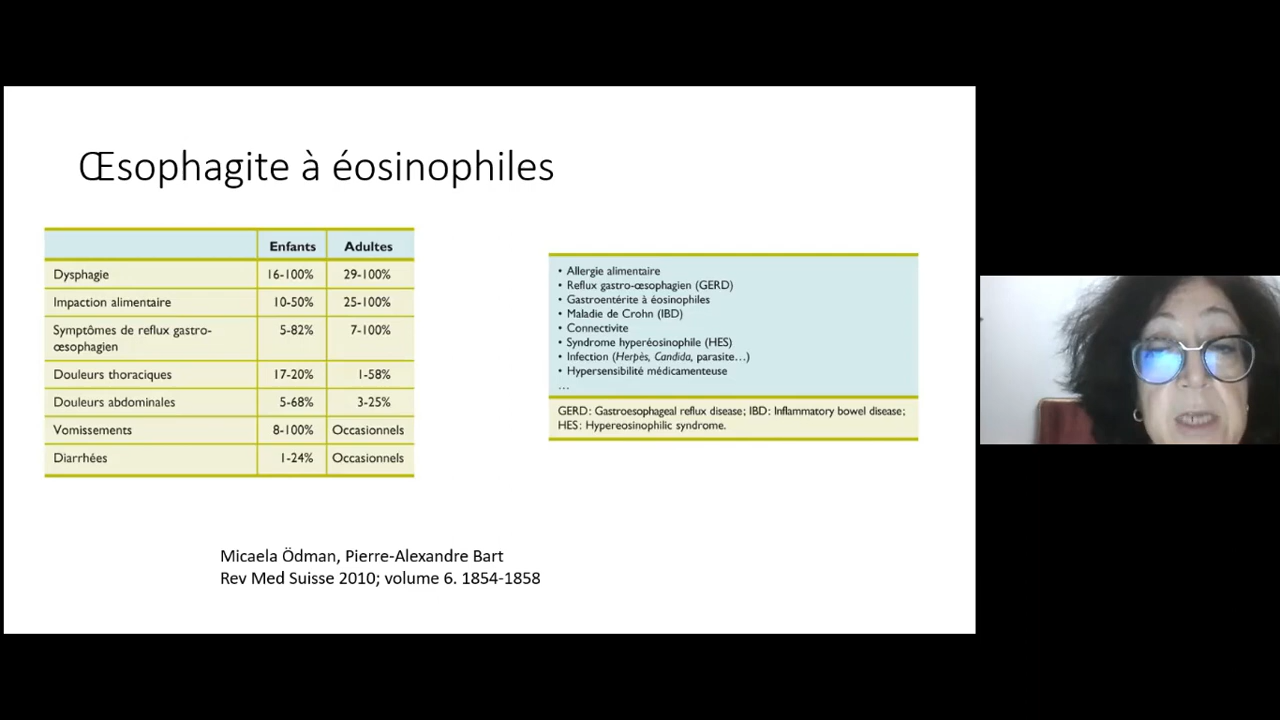 Œsophagite à éosinophiles
Enfants Adultes
Dysphagie 16-100% 29-100%
Impaction alimentaire 10-50% 25-100%
Symptômes de reflux gastro-
œsophagien 5-82% 7-100%
Douleurs thoraciques 17-20% 1-58%
Douleurs abdominales 5-68% 3-25%
Vomissements 8-100% Occasionnels
Diarrhées 1-24% Occasionnels
• Allergie alimentaire
• Reflux gastro-œsophagien (GERD)
• Gastroentérite à éosinophiles
• Maladie de Crohn (IBD)
• Connectivite
• Syndrome hyperéosinophile (HES)
• Infection (Herpès, Candida, parasite...)
• Hypersensibilité médicamenteuse
...
GERD : Gastroesophageal reflux disease ; IBD : Inflammatory bowel disease ;
HES : Hypereosinophilic syndrome.
Micaela Ödman, Pierre-Alexandre Bart
Rev Med Suisse 2010; volume 6. 1854-1858